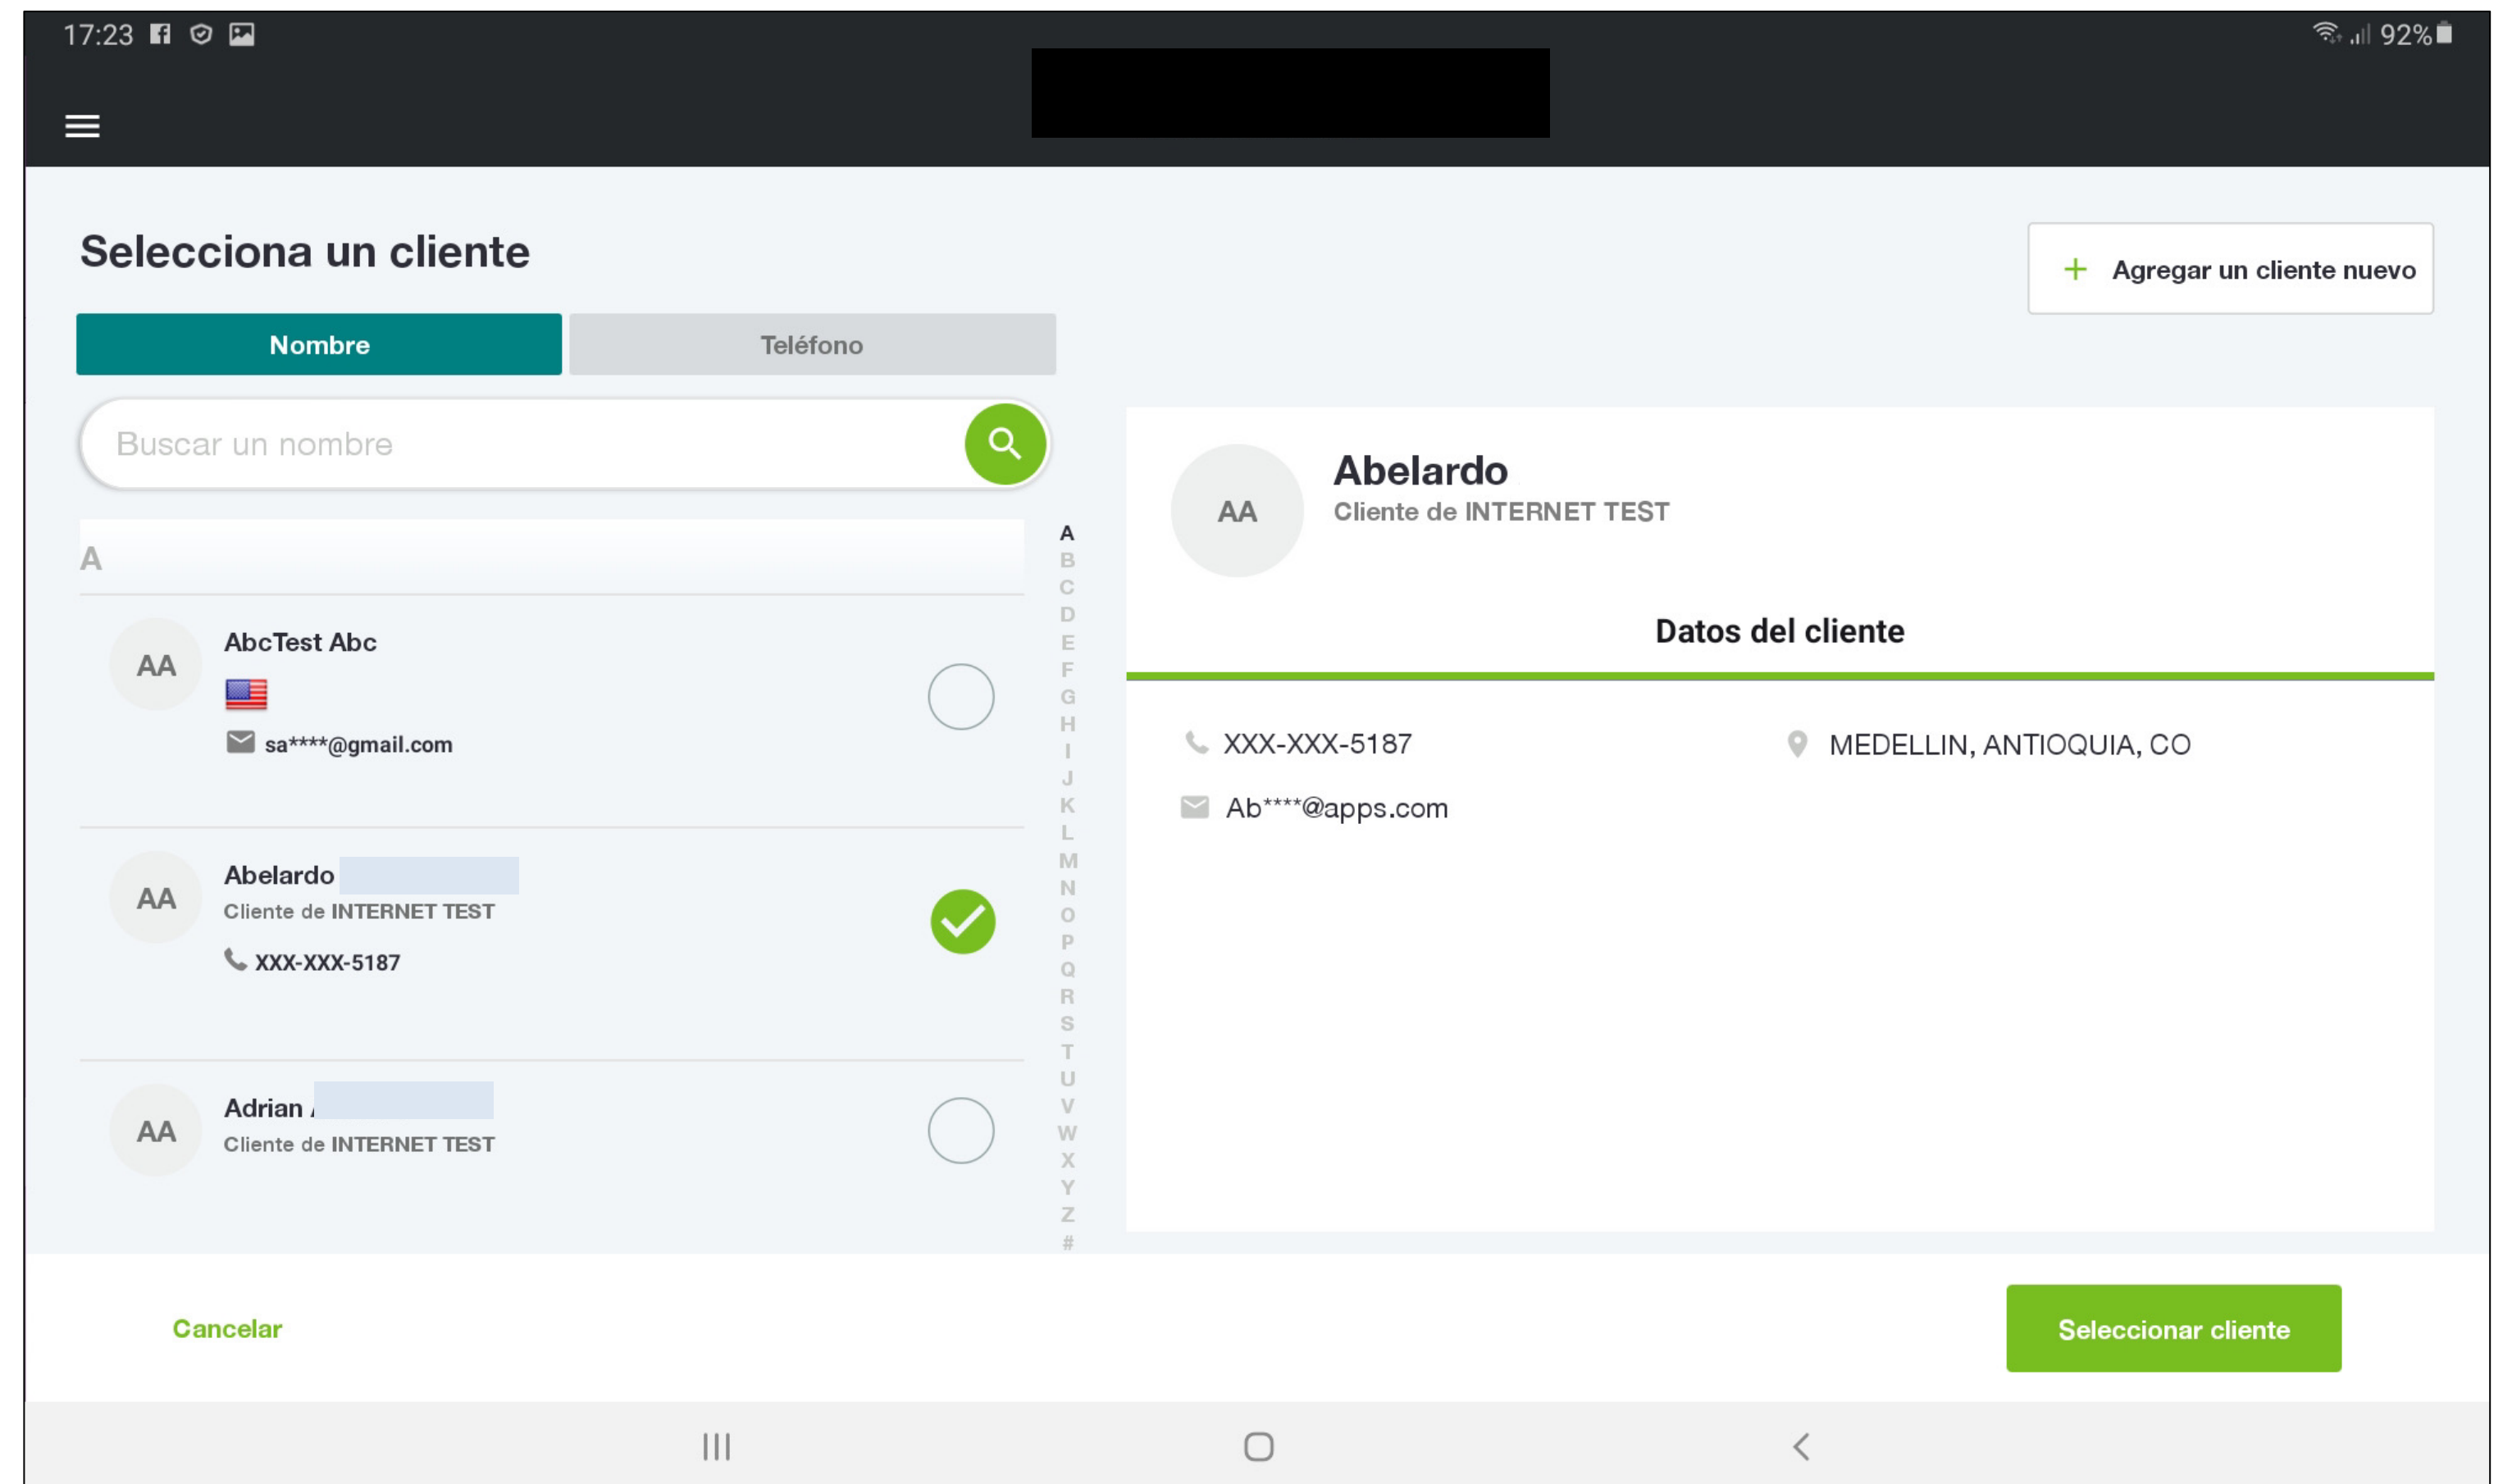 17:23
92%
Selecciona un cliente
+ Agregar un cliente nuevo
Nombre
Teléfono
Buscar un nombre
A
AA
AbcTest Abc
sa****@gmail.com
AA
Abelardo
Cliente de INTERNET TEST
XXX-XXX-5187
AA
Adrian
Cliente de INTERNET TEST
A
B
C
D
E
F
G
H
I
J
K
L
M
N
O
P
Q
R
S
T
U
V
W
X
Y
Z
#
AA
Abelardo
Cliente de INTERNET TEST
Datos del cliente
XXX-XXX-5187
MEDELLIN, ANTIOQUIA, CO
Ab****@apps.com
Cancelar
Seleccionar cliente